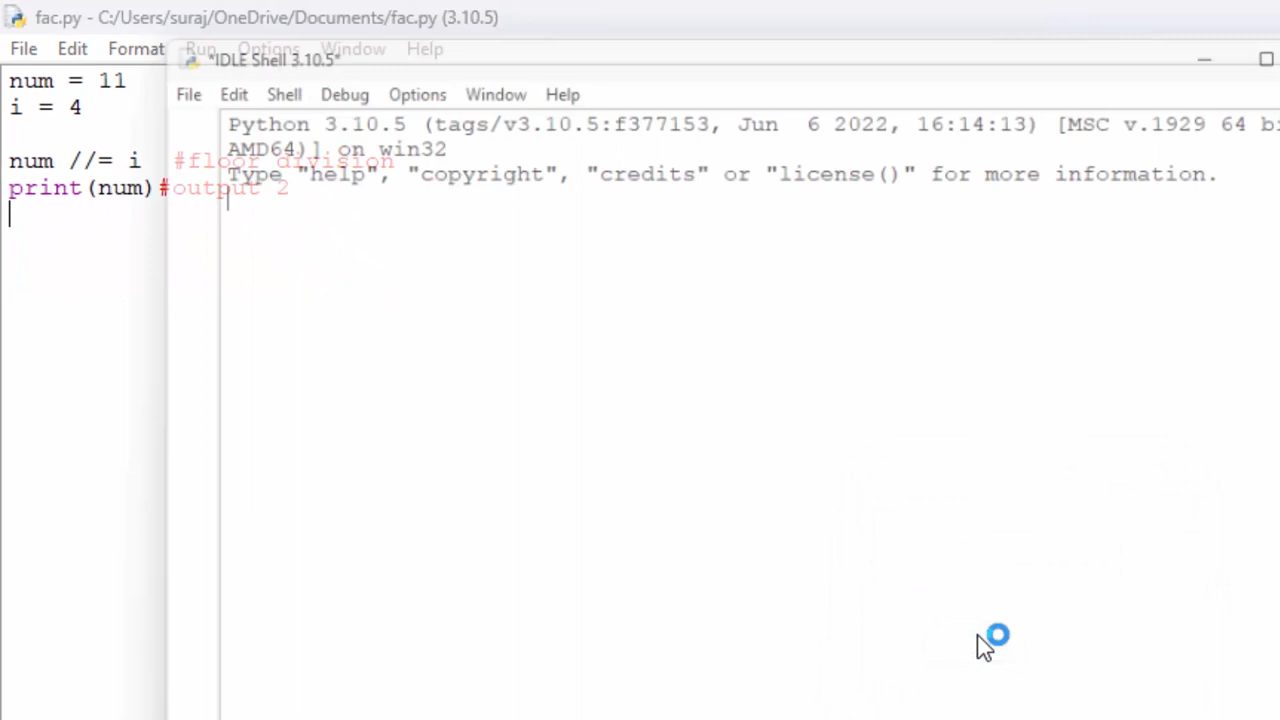 fac.py - C:/Users/suraj/OneDrive/Documents/fac.py (3.10.5)
File Edit Format Run Options Window Help
num = 11
i = 4
num //= i #floor division
print(num)#output 2
*IDLE Shell 3.10.5*
File Edit Shell Debug Options Window Help
Python 3.10.5 (tags/v3.10.5:f377153, Jun 6 2022, 16:14:13) [MSC v.1929 64 bi
AMD64)] on win32
Type "help", "copyright", "credits" or "license()" for more information.